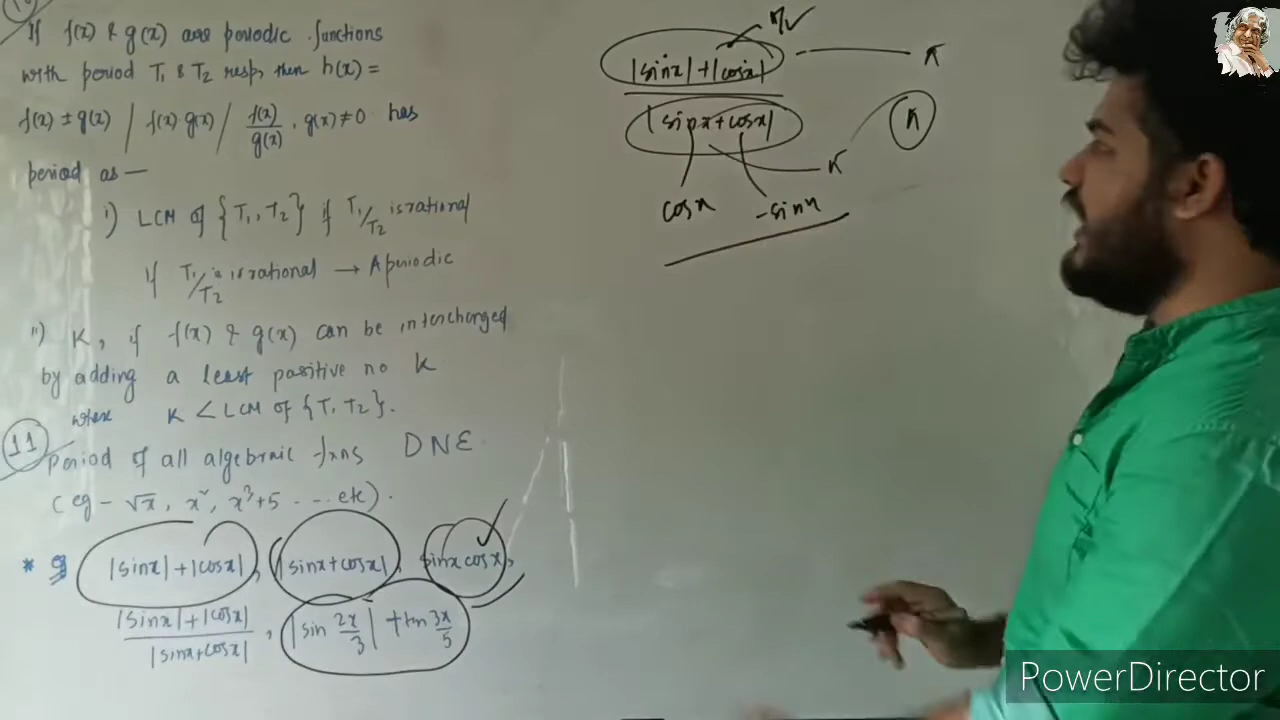 10
If f(x) & g(x) are periodic functions
with period T₁ & T₂ resp, then h(x) =
f(x) ± g(x) / f(x) g(x) / f(x)/g(x), g(x)≠0 has
period as —
i) LCM of {T₁, T₂} if T₁/T₂ is rational
if T₁/T₂ is irrational → Aperiodic
ii) K, if f(x) & g(x) can be interchanged
by adding a least positive no K
where K < LCM of {T₁ T₂}.
11
Period of all algebraic fxns DNE
(eg - √x, x², x³+5 ... etc).
* |sinx|+|cosx|, |sinx+cosx|, sinx cosx,
|sinx|+|cosx| / |sinx+cosx| , |sin 2x/3| + tan 3x/5
π/2
|sinx|+|cosx| — π
|sinx+cosx| π
π
cosx -sinx
PowerDirector